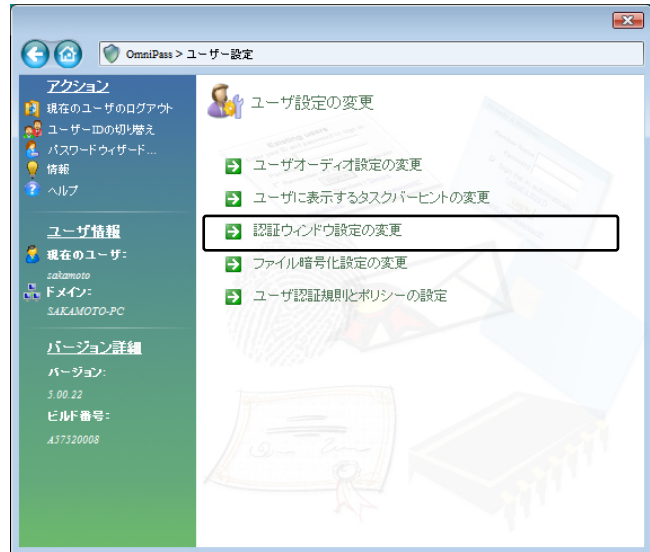 OmniPass > ユーザー設定
アクション
現在のユーザのログアウト
ユーザーIDの切り替え
パスワードウィザード...
情報
ヘルプ
ユーザ情報
現在のユーザ:
sakamoto
ドメイン:
SAKAMOTO-PC
バージョン詳細
バージョン:
5.00.22
ビルド番号:
A57520008
ユーザ設定の変更
ユーザオーディオ設定の変更
ユーザに表示するタスクバーヒントの変更
認証ウィンドウ設定の変更
ファイル暗号化設定の変更
ユーザ認証規則とポリシーの設定